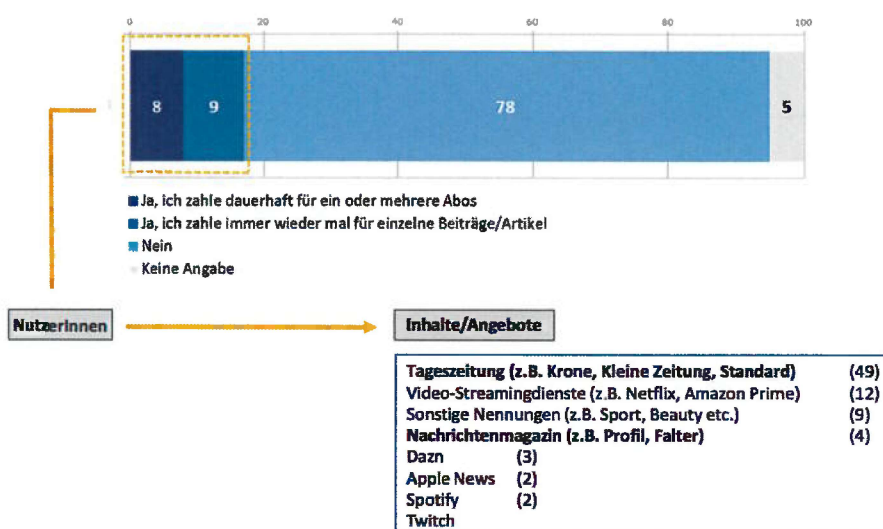 0 20 40 60 80 100
8 9 78 5
Ja, ich zahle dauerhaft für ein oder mehrere Abos
Ja, ich zahle immer wieder mal für einzelne Beiträge/Artikel
Nein
Keine Angabe
NutzerInnen
Inhalte/Angebote
Tageszeitung (z.B. Krone, Kleine Zeitung, Standard) (49)
Video-Streamingdienste (z.B. Netflix, Amazon Prime) (12)
Sonstige Nennungen (z.B. Sport, Beauty etc.) (9)
Nachrichtenmagazin (z.B. Profil, Falter) (4)
Dazn (3)
Apple News (2)
Spotify (2)
Twitch